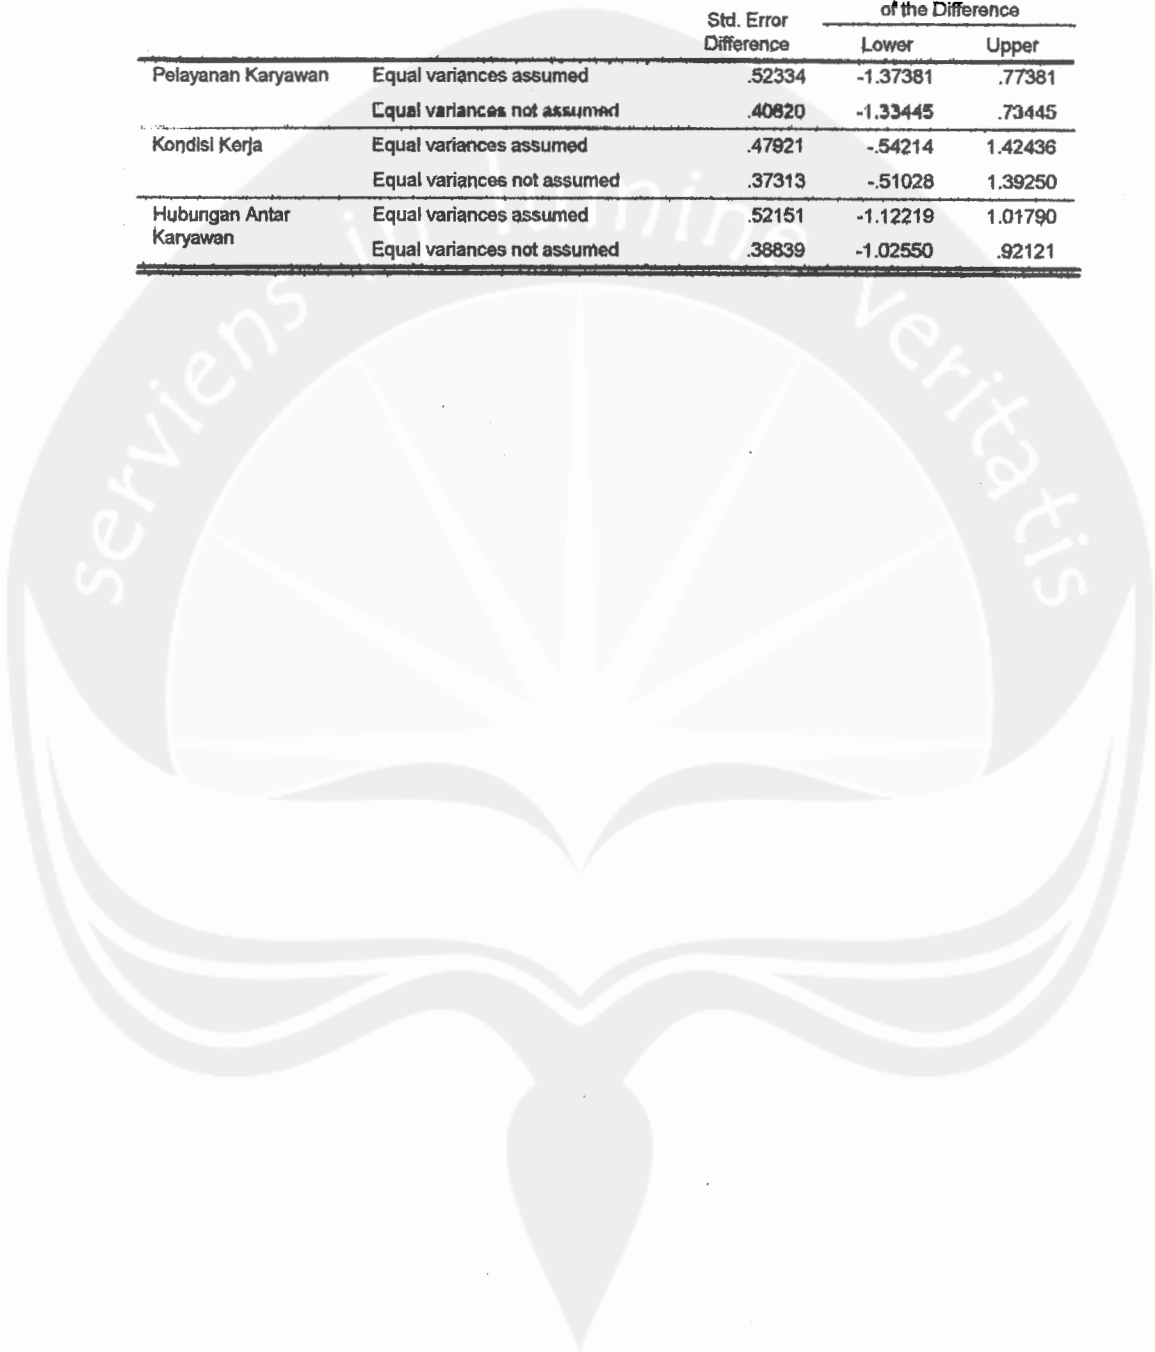 of the Difference
Std. Error
Difference Lower Upper
Pelayanan Karyawan Equal variances assumed .52334 -1.37381 .77381
Equal variances not assumed .40820 -1.33445 .73445
Kondisi Kerja Equal variances assumed .47921 -.54214 1.42436
Equal variances not assumed .37313 -.51028 1.39250
Hubungan Antar Equal variances assumed .52151 -1.12219 1.01790
Karyawan
Equal variances not assumed .38839 -1.02550 .92121
serviens in lumine veritatis